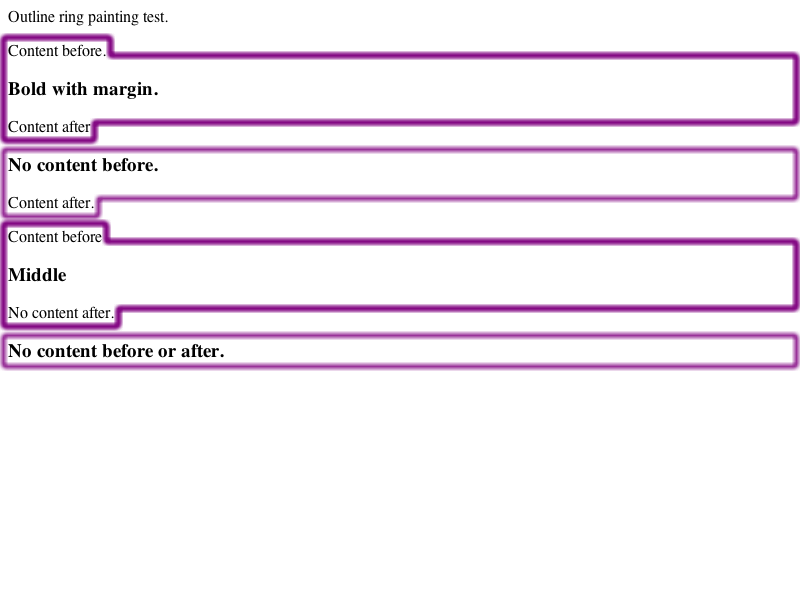 Outline ring painting test.
Content before.
Bold with margin.
Content after
No content before.
Content after.
Content before
Middle
No content after.
No content before or after.